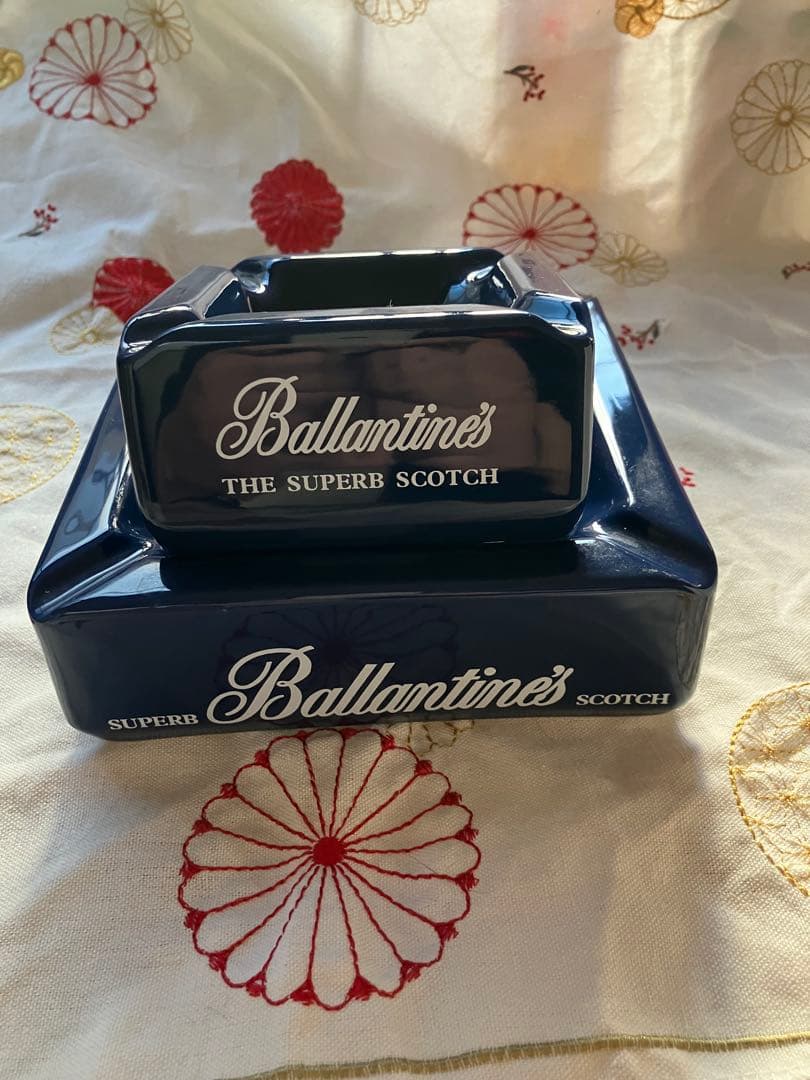 Ballantine's
THE SUPERB SCOTCH
SUPERB Ballantine's SCOTCH